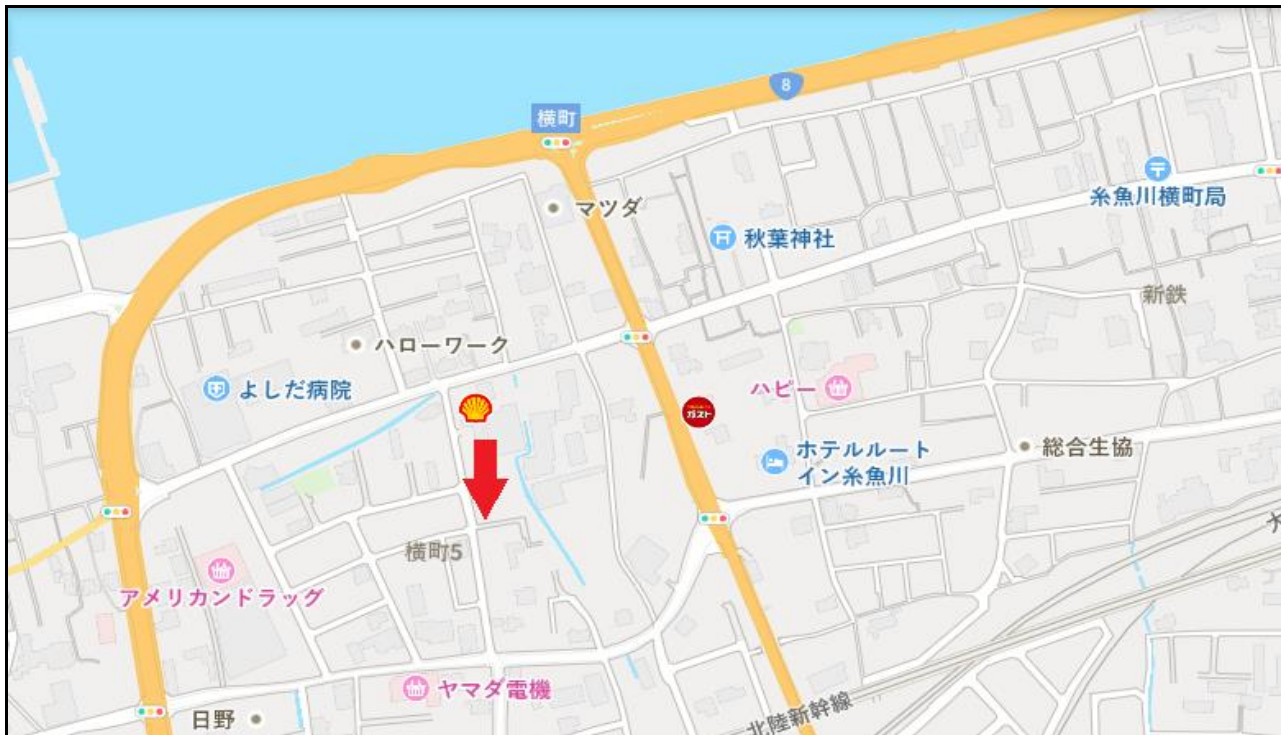 8
横町
マツダ
糸魚川横町局
秋葉神社
新鉄
ハローワーク
よしだ病院
ハピー
ガスト
ホテルルート
イン糸魚川
総合生協
横町5
アメリカンドラッグ
ヤマダ電機
日野
北陸新幹線